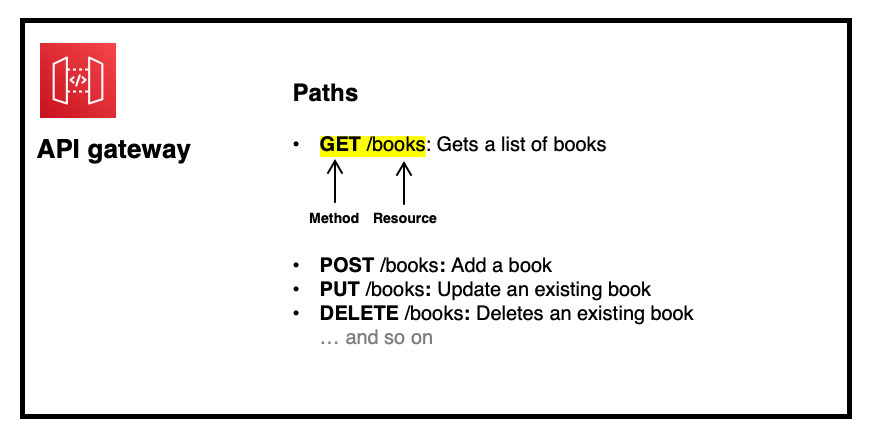 </>
API gateway
Paths
• GET /books: Gets a list of books
Method Resource
• POST /books: Add a book
• PUT /books: Update an existing book
• DELETE /books: Deletes an existing book
… and so on